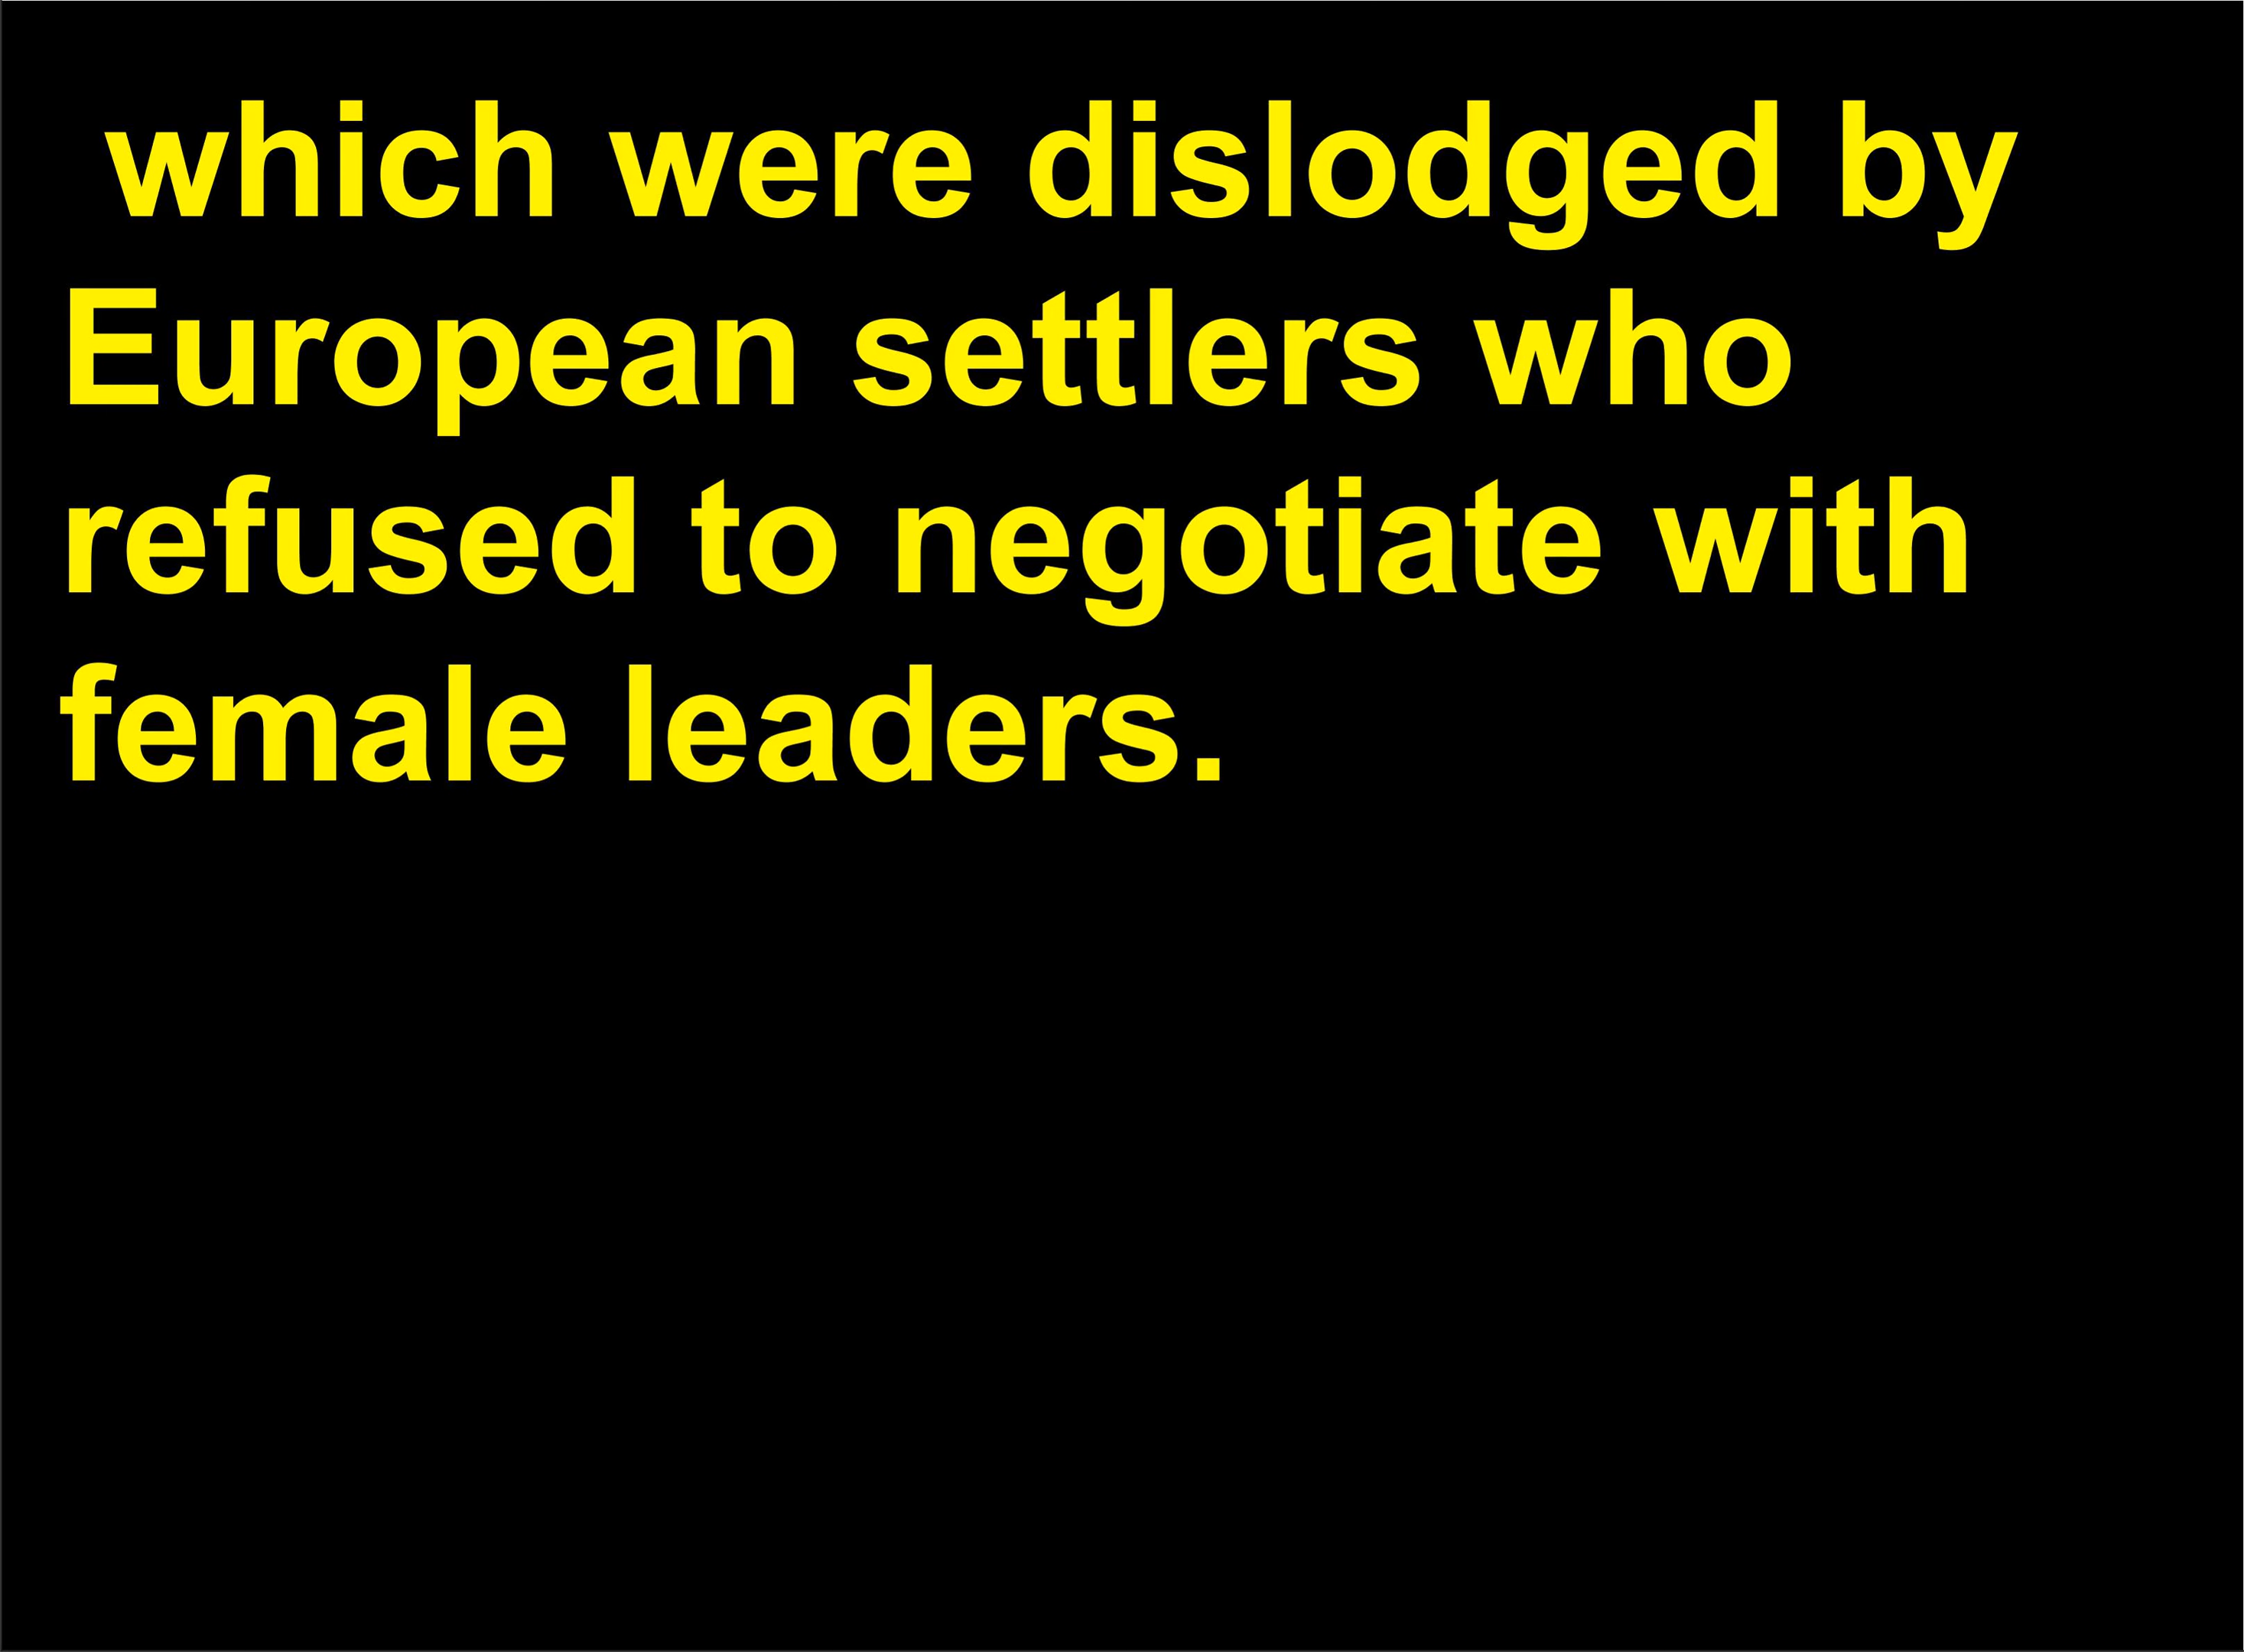 which were dislodged by
European settlers who
refused to negotiate with
female leaders.